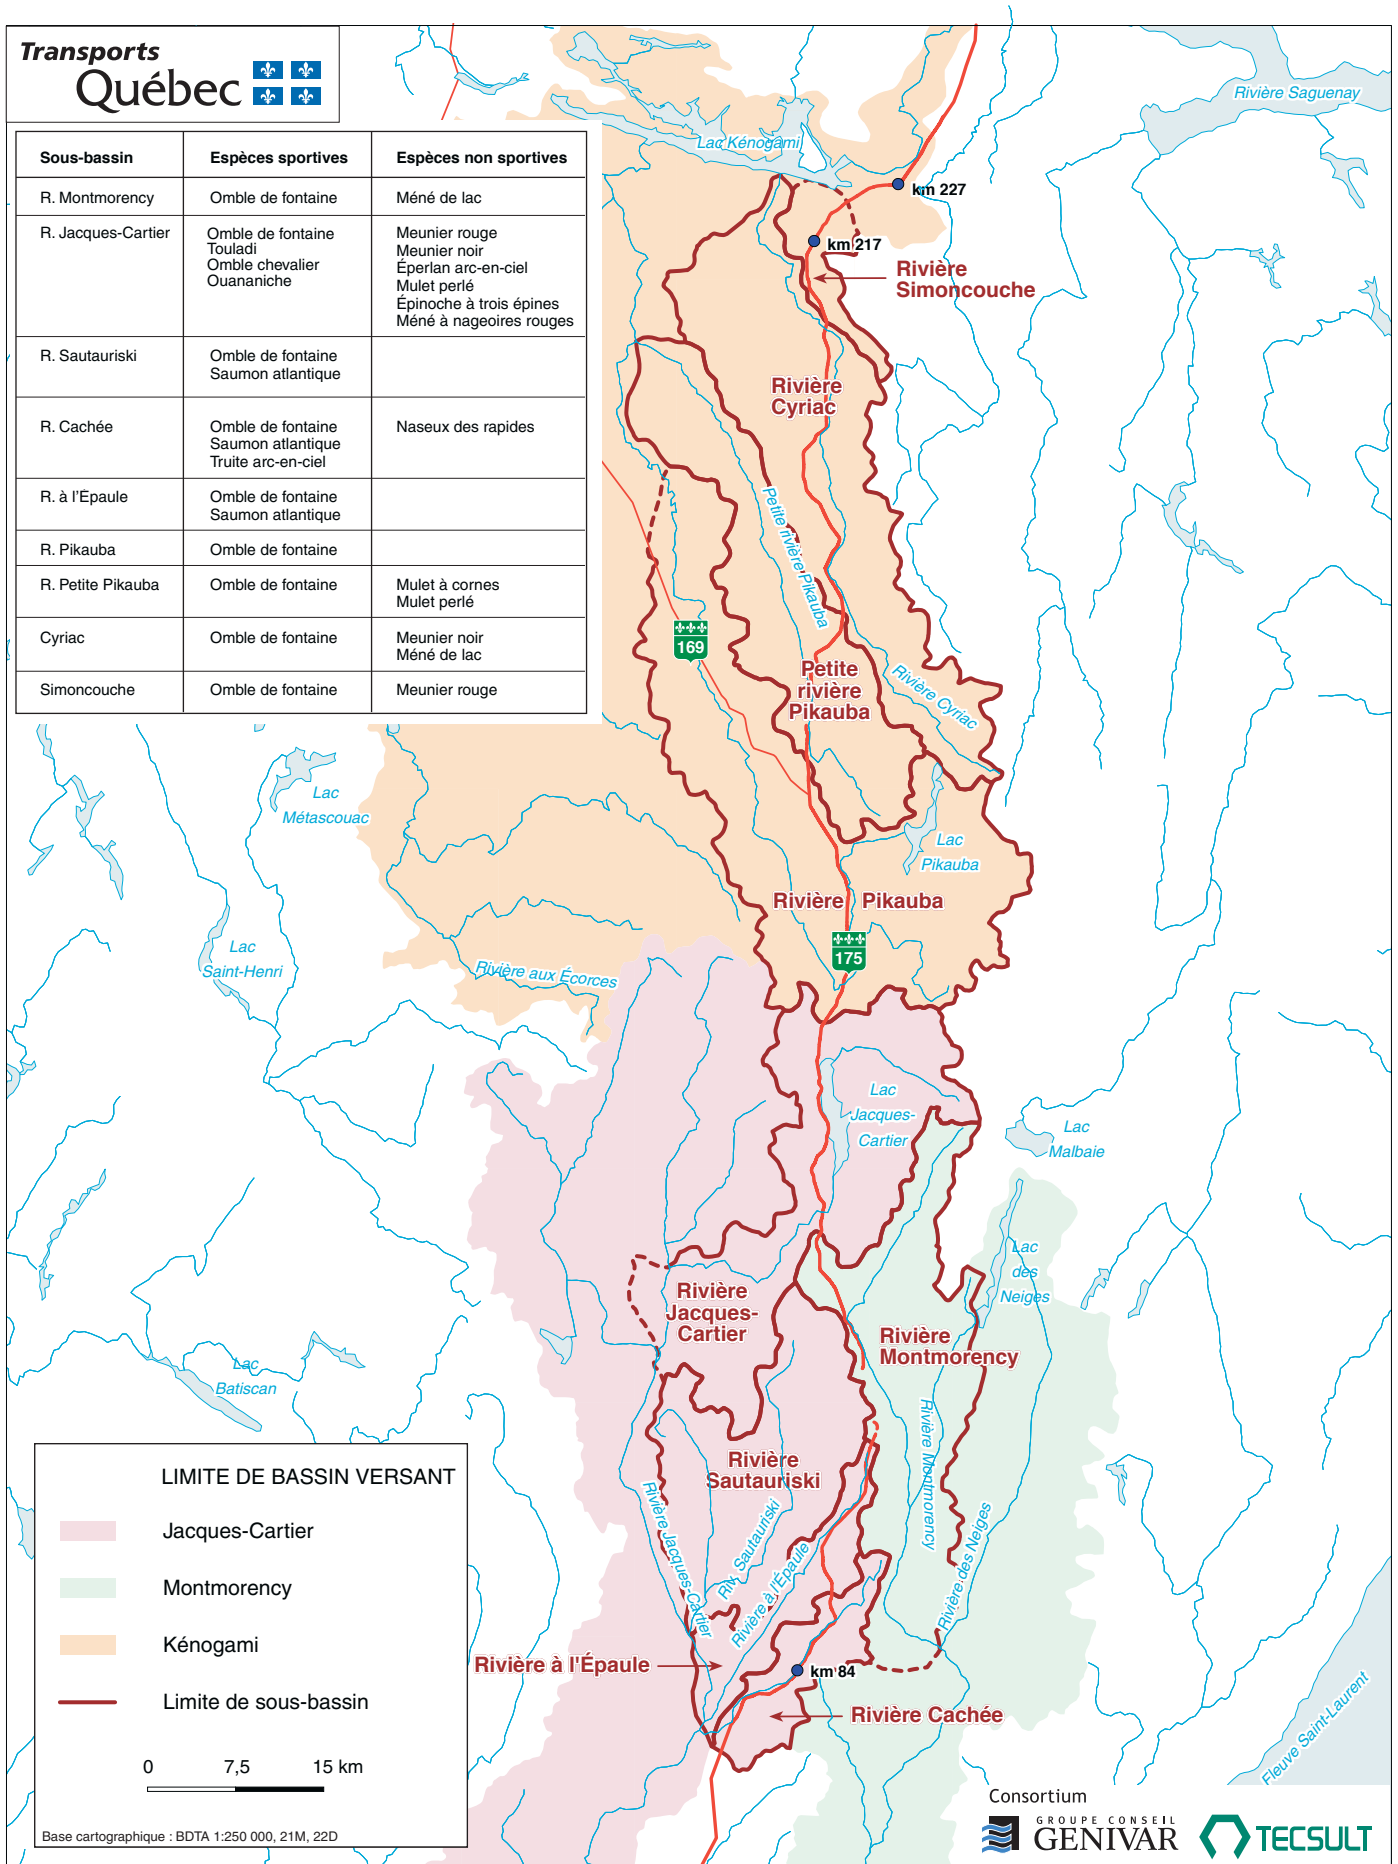 Transports
Québec
Sous-bassin Espèces sportives Espèces non sportives
R. Montmorency Omble de fontaine Méné de lac
R. Jacques-Cartier Omble de fontaine Meunier rouge
Touladi Meunier noir
Omble chevalier Éperlan arc-en-ciel
Ouananiche Mulet perlé
Épinoche à trois épines
Méné à nageoires rouges
R. Sautauriski Omble de fontaine
Saumon atlantique
R. Cachée Omble de fontaine Naseux des rapides
Saumon atlantique
Truite arc-en-ciel
R. à l'Épaule Omble de fontaine
Saumon atlantique
R. Pikauba Omble de fontaine
R. Petite Pikauba Omble de fontaine Mulet à cornes
Mulet perlé
Cyriac Omble de fontaine Meunier noir
Méné de lac
Simoncouche Omble de fontaine Meunier rouge
Rivière Saguenay
Lac Kénogami
km 227
km 217
Rivière
Simoncouche
Rivière
Cyriac
Petite rivière Pikauba
169
Petite
rivière
Pikauba
Rivière Cyriac
Lac
Métascouac
Lac
Pikauba
Rivière Pikauba
175
Lac
Saint-Henri
Rivière aux Écorces
Lac
Jacques-
Cartier
Lac
Malbaie
Lac
des
Neiges
Rivière
Jacques-
Cartier
Rivière
Montmorency
Lac
Batiscan
Rivière
Sautauriski
Rivière Montmorency
Rivière Jacques-Cartier
Riv. Sautauriski
Rivière à l'Épaule
Rivière des Neiges
Rivière à l'Épaule
km 84
Rivière Cachée
Fleuve Saint-Laurent
LIMITE DE BASSIN VERSANT
Jacques-Cartier
Montmorency
Kénogami
Limite de sous-bassin
0 7,5 15 km
Base cartographique : BDTA 1:250 000, 21M, 22D
Consortium
GROUPE CONSEIL
GENIVAR
TECSULT